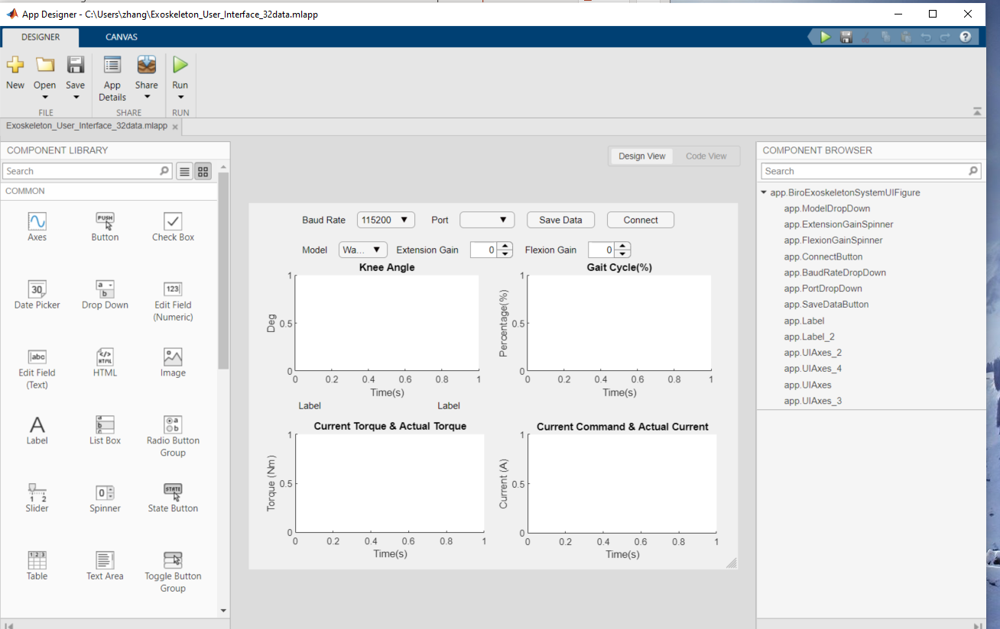 App Designer - C:\Users\zhang\Exoskeleton_User_Interface_32data.mlapp
DESIGNER CANVAS
New Open Save App Details Share Run
FILE SHARE RUN
Exoskeleton_User_Interface_32data.mlapp
COMPONENT LIBRARY
Search
COMMON
Axes Button Check Box
Date Picker Drop Down Edit Field (Numeric)
Edit Field (Text) HTML Image
Label List Box Radio Button Group
Slider Spinner State Button
Table Text Area Toggle Button Group
Design View Code View
Baud Rate 115200 Port Save Data Connect
Model Wa... Extension Gain 0 Flexion Gain 0
Knee Angle
Deg
1
0.5
0
0 0.2 0.4 0.6 0.8 1
Time(s)
Gait Cycle(%)
Percentage(%)
1
0.5
0
0 0.2 0.4 0.6 0.8 1
Time(s)
Label Label
Current Torque & Actual Torque
Torque (Nm)
1
0.5
0
0 0.2 0.4 0.6 0.8 1
Time(s)
Current Command & Actual Current
Current (A)
1
0.5
0
0 0.2 0.4 0.6 0.8 1
Time(s)
COMPONENT BROWSER
Search
app.BiroExoskeletonSystemUIFigure
app.ModelDropDown
app.ExtensionGainSpinner
app.FlexionGainSpinner
app.ConnectButton
app.BaudRateDropDown
app.PortDropDown
app.SaveDataButton
app.Label
app.Label_2
app.UIAxes_2
app.UIAxes_4
app.UIAxes
app.UIAxes_3